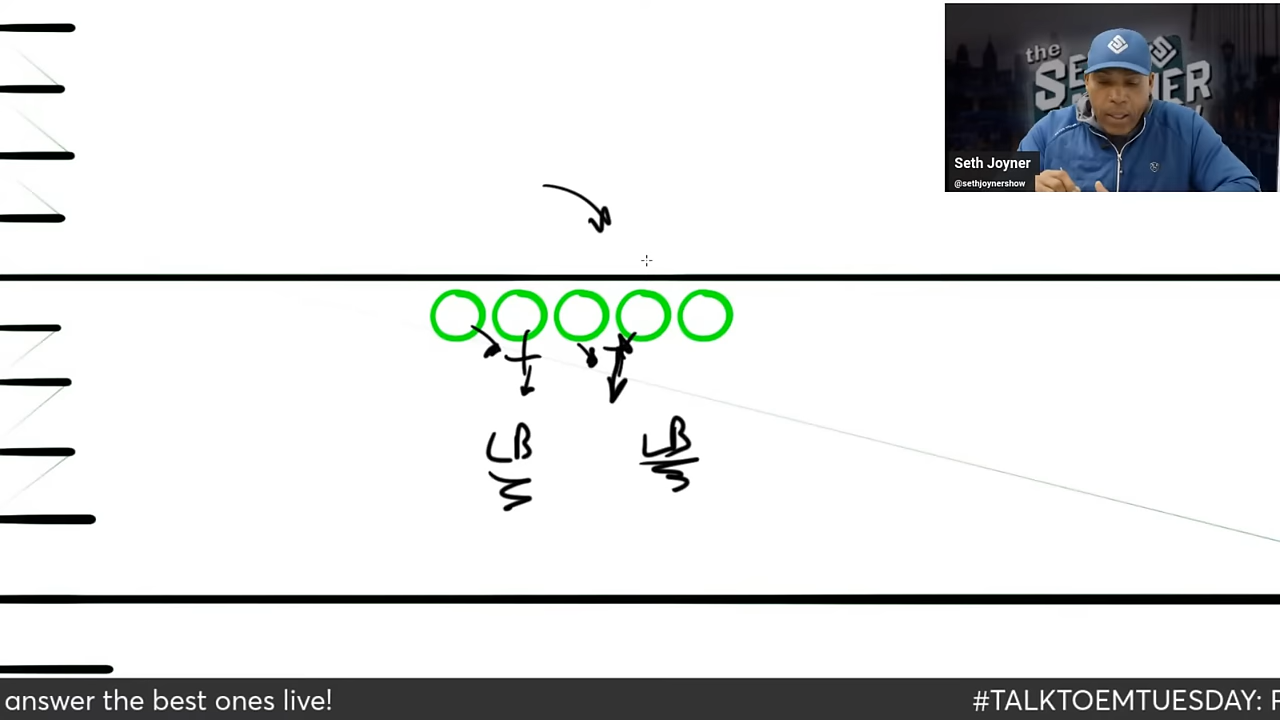 the
Seth Joyner
@sethjoynershow
LB
LB
answer the best ones live!
#TALKTOEMTUESDAY: